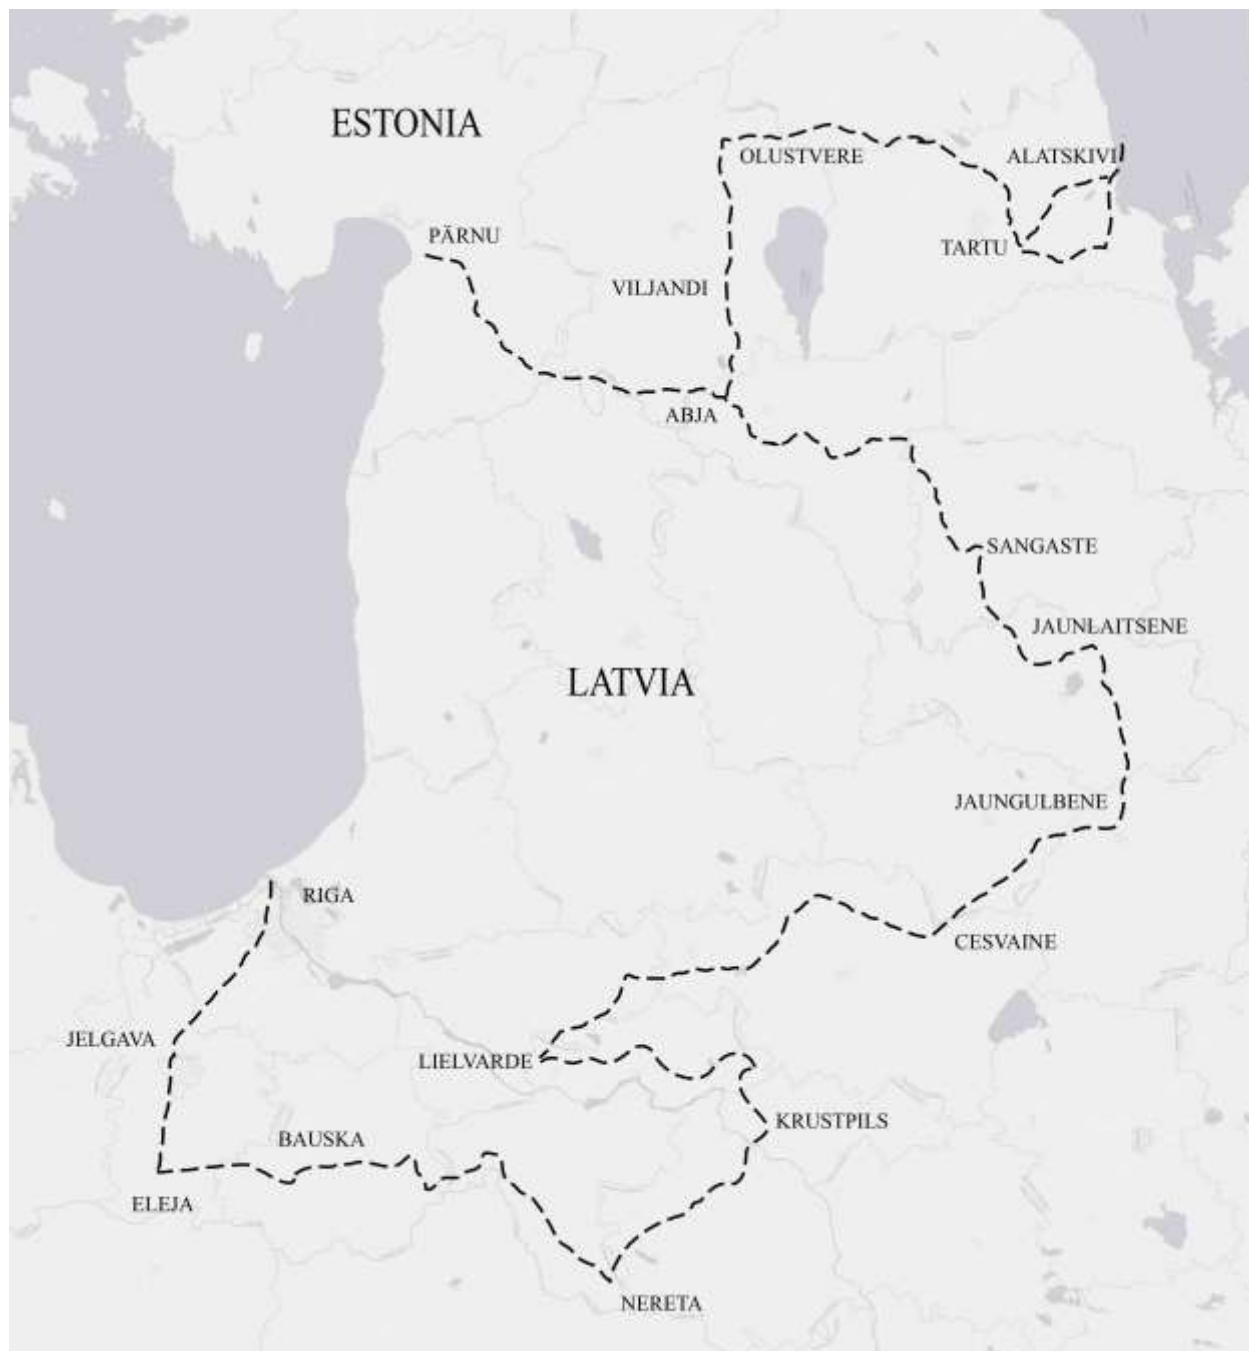 ESTONIA
OLUSTVERE
ALATSKIVI
PÄRNU
TARTU
VILJANDI
ABJA
SANGASTE
JAUNLAITSENE
LATVIA
JAUNGULBENE
RIGA
CESVAINE
JELGAVA
LIELVARDE
KRUSTPILS
BAUSKA
ELEJA
NERETA